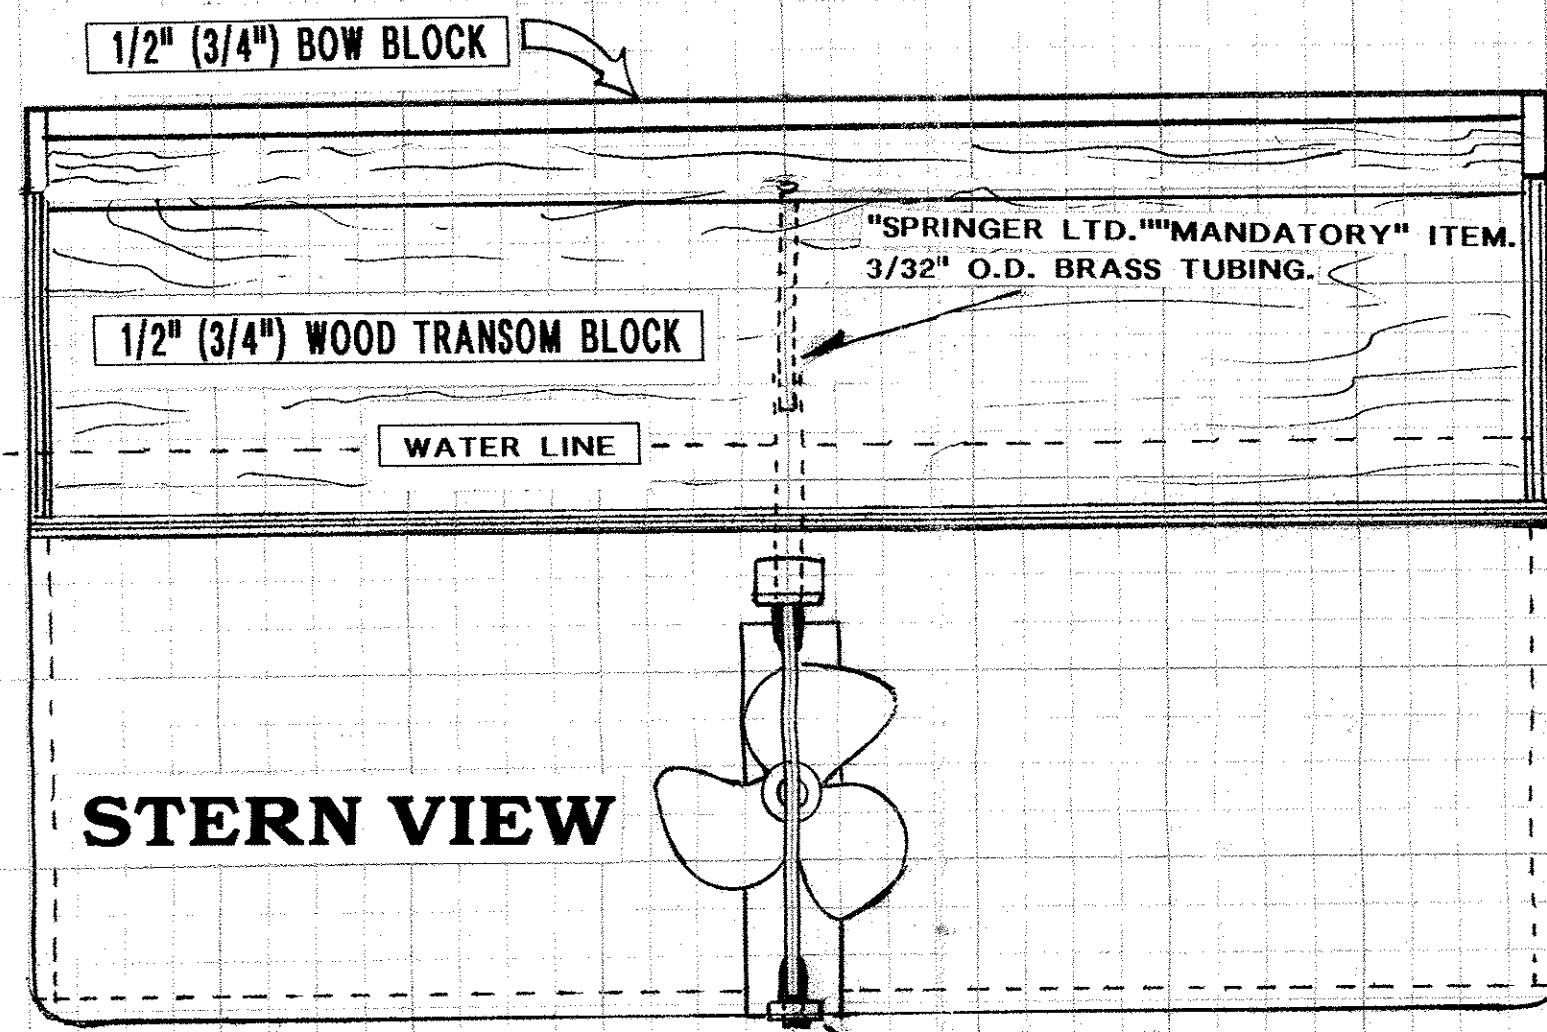 1/2" (3/4") BOW BLOCK
"SPRINGER LTD.""MANDATORY" ITEM.
3/32" O.D. BRASS TUBING.
1/2" (3/4") WOOD TRANSOM BLOCK
WATER LINE
STERN VIEW